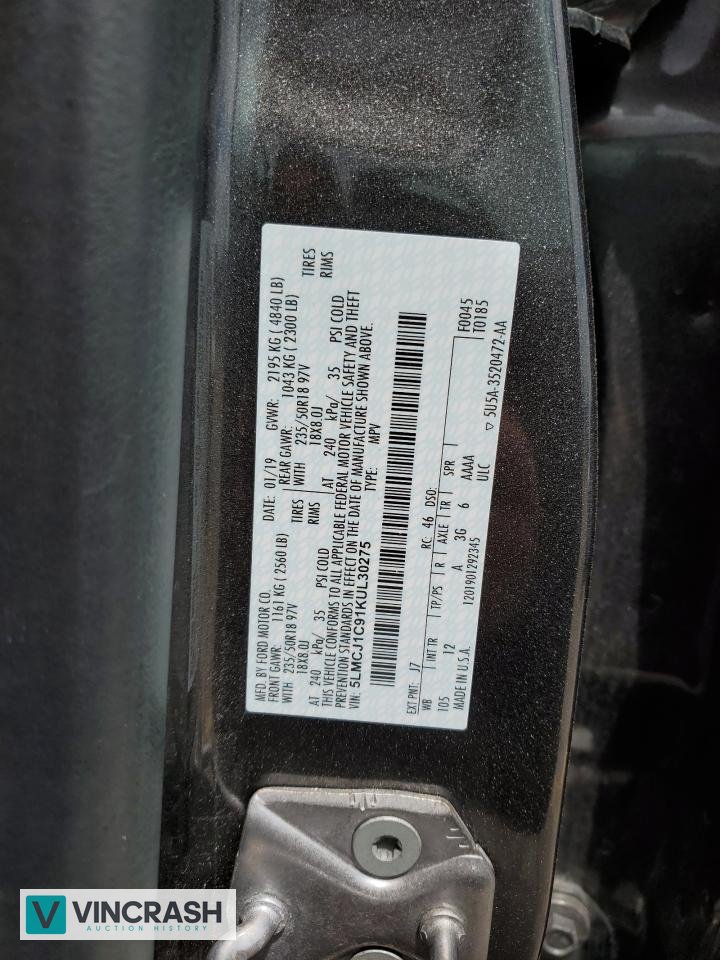 MFD. BY FORD MOTOR CO.
DATE: 01/19 GVWR: 2195 KG ( 4840 LB)
FRONT GAWR: 1161 KG ( 2560 LB)
REAR GAWR: 1043 KG ( 2300 LB)
WITH 235/50R18 97V TIRES
WITH 235/50R18 97V TIRES
18X8.0J RIMS
18X8.0J RIMS
AT 240 kPa/ 35 PSI COLD
AT 240 kPa/ 35 PSI COLD
THIS VEHICLE CONFORMS TO ALL APPLICABLE FEDERAL MOTOR VEHICLE SAFETY AND THEFT
PREVENTION STANDARDS IN EFFECT ON THE DATE OF MANUFACTURE SHOWN ABOVE.
VIN: 5LMCJ1C91KUL30275 TYPE: MPV
EXT PNT: J7 RC: 46 DSO: F0045
WB INT TR TP/PS R AXLE TR SPR T0185
105 12 A 3G 6 AAAA
MADE IN U.S.A. 1201901292345 ULC ▽ 5U5A-3520472-AA
V VINCRASH
AUCTION HISTORY